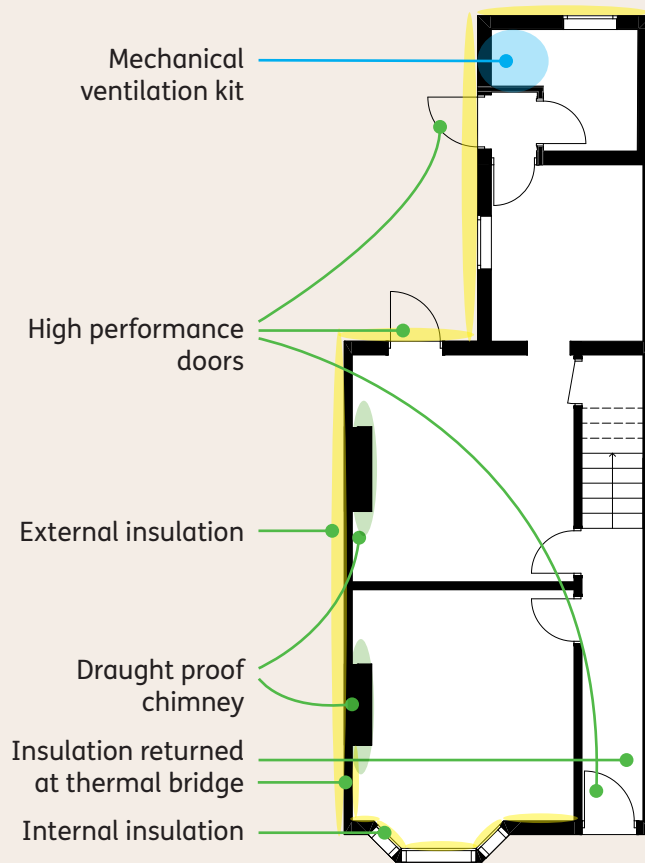 Mechanical
ventilation kit
High performance
doors
External insulation
Draught proof
chimney
Insulation returned
at thermal bridge
Internal insulation